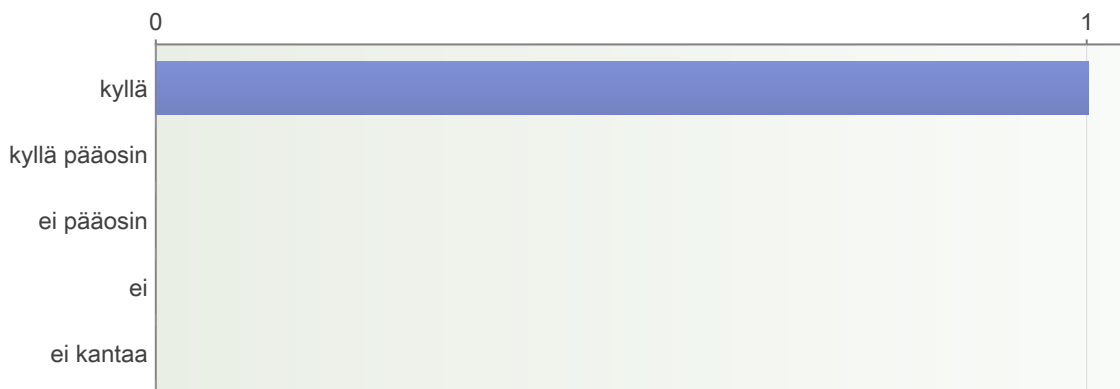 0 1
kyllä
kyllä pääosin
ei pääosin
ei
ei kantaa